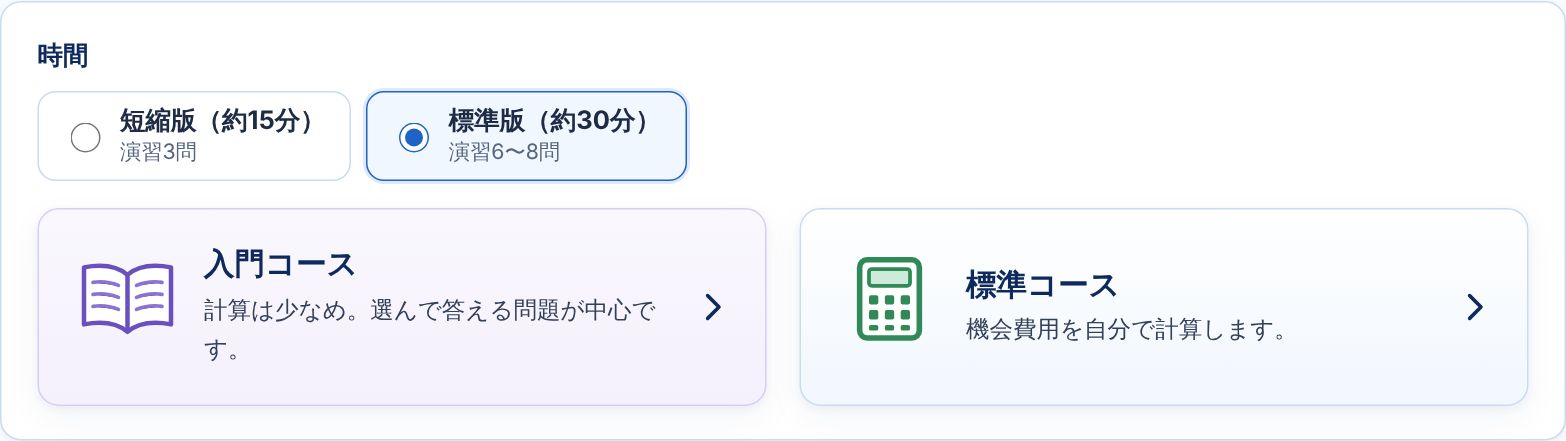 時間
短縮版（約15分）
演習3問
標準版（約30分）
演習6〜8問
入門コース
計算は少なめ。選んで答える問題が中心で
す。
標準コース
機会費用を自分で計算します。